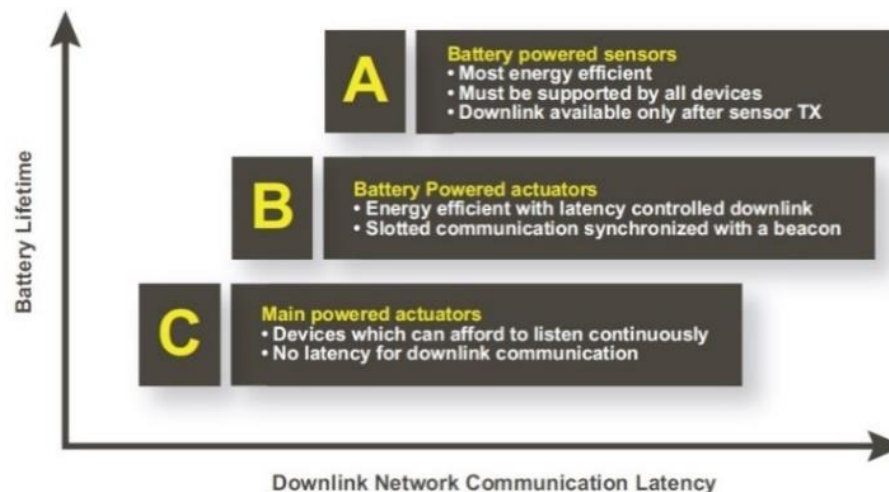 A
Battery powered sensors
• Most energy efficient
• Must be supported by all devices
• Downlink available only after sensor TX
B
Battery Powered actuators
• Energy efficient with latency controlled downlink
• Slotted communication synchronized with a beacon
C
Main powered actuators
• Devices which can afford to listen continuously
• No latency for downlink communication
Battery Lifetime
Downlink Network Communication Latency